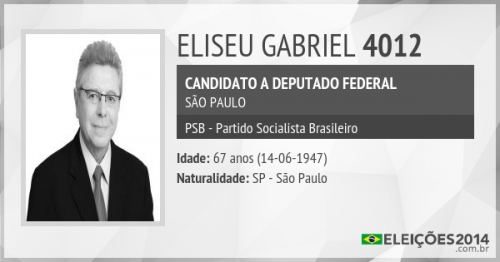 ELISEU GABRIEL 4012
CANDIDATO A DEPUTADO FEDERAL
SÃO PAULO
PSB - Partido Socialista Brasileiro
Idade: 67 anos (14-06-1947)
Naturalidade: SP - São Paulo
ELEIÇÕES2014
.com.br